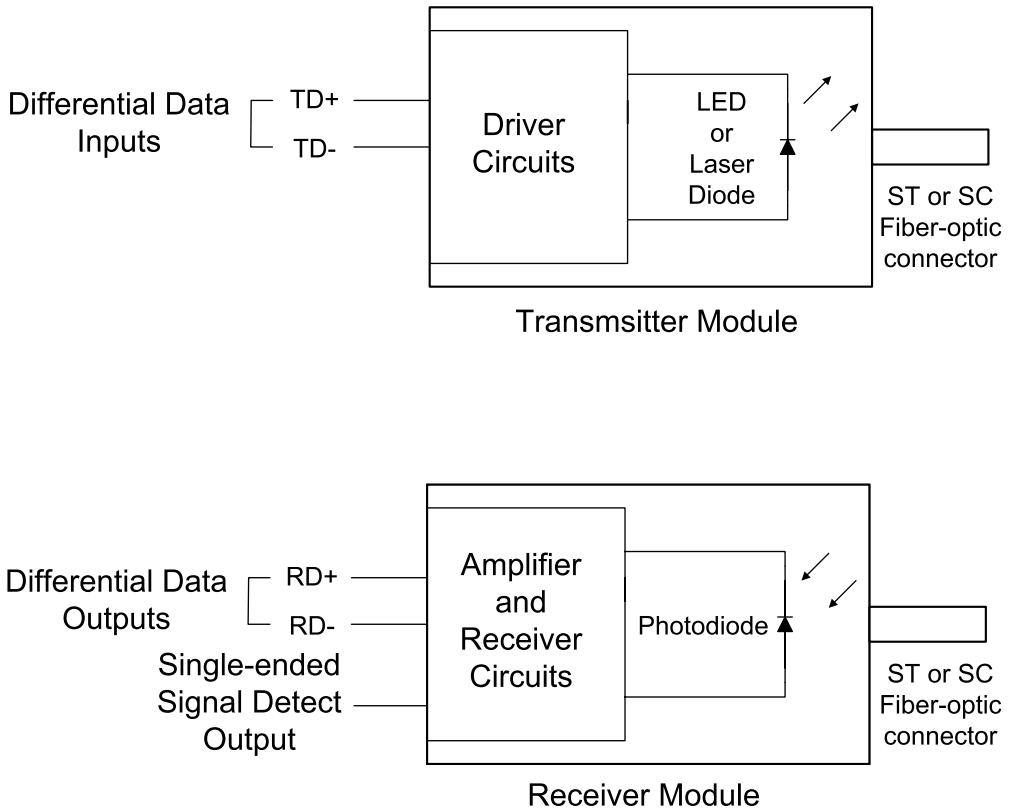 Differential Data
Inputs
TD+
TD-
Driver
Circuits
LED
or
Laser
Diode
ST or SC
Fiber-optic
connector
Transmsitter Module
Differential Data
Outputs
RD+
RD-
Single-ended
Signal Detect
Output
Amplifier
and
Receiver
Circuits
Photodiode
ST or SC
Fiber-optic
connector
Receiver Module